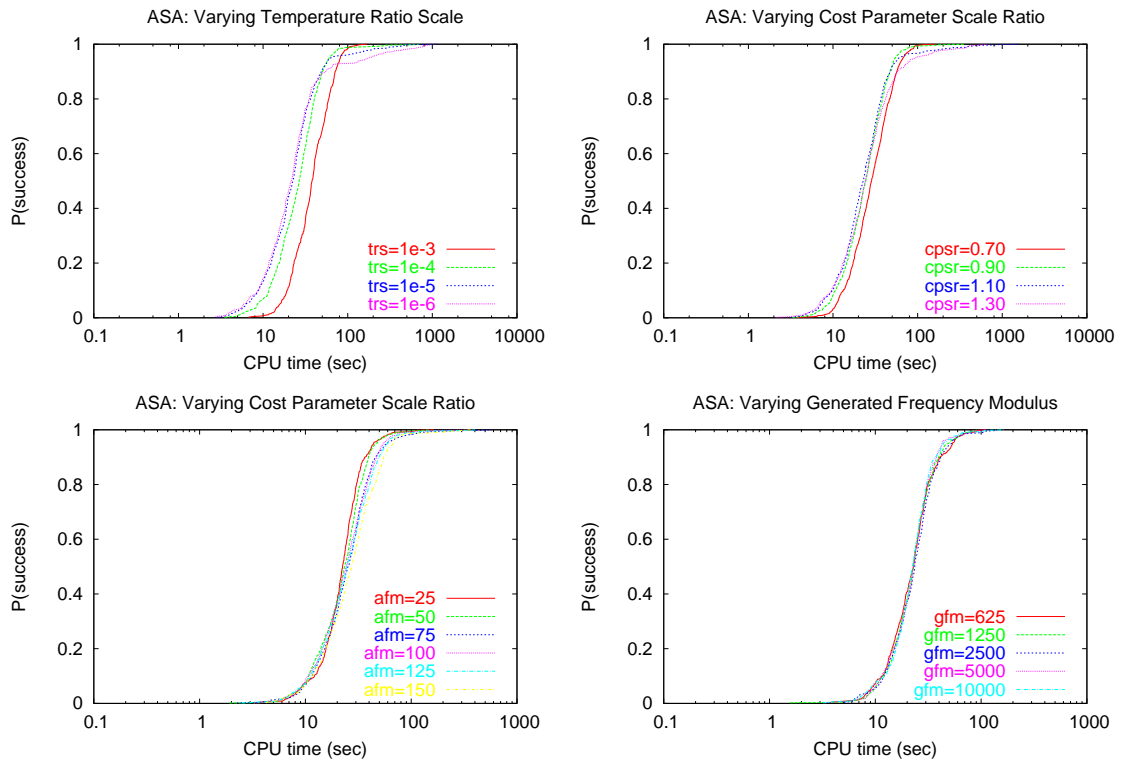 ASA: Varying Temperature Ratio Scale
P(success)
1
0.8
0.6
0.4
0.2
0
trs=1e-3
trs=1e-4
trs=1e-5
trs=1e-6
0.1 1 10 100 1000 10000
CPU time (sec)
ASA: Varying Cost Parameter Scale Ratio
P(success)
1
0.8
0.6
0.4
0.2
0
cpsr=0.70
cpsr=0.90
cpsr=1.10
cpsr=1.30
0.1 1 10 100 1000 10000
CPU time (sec)
ASA: Varying Cost Parameter Scale Ratio
P(success)
1
0.8
0.6
0.4
0.2
0
afm=25
afm=50
afm=75
afm=100
afm=125
afm=150
0.1 1 10 100 1000
CPU time (sec)
ASA: Varying Generated Frequency Modulus
P(success)
1
0.8
0.6
0.4
0.2
0
gfm=625
gfm=1250
gfm=2500
gfm=5000
gfm=10000
0.1 1 10 100 1000
CPU time (sec)